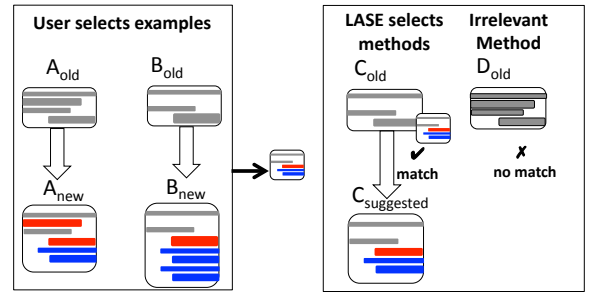 User selects examples
A_old
B_old
A_new
B_new
LASE selects
methods
C_old
match
C_suggested
Irrelevant
Method
D_old
no match